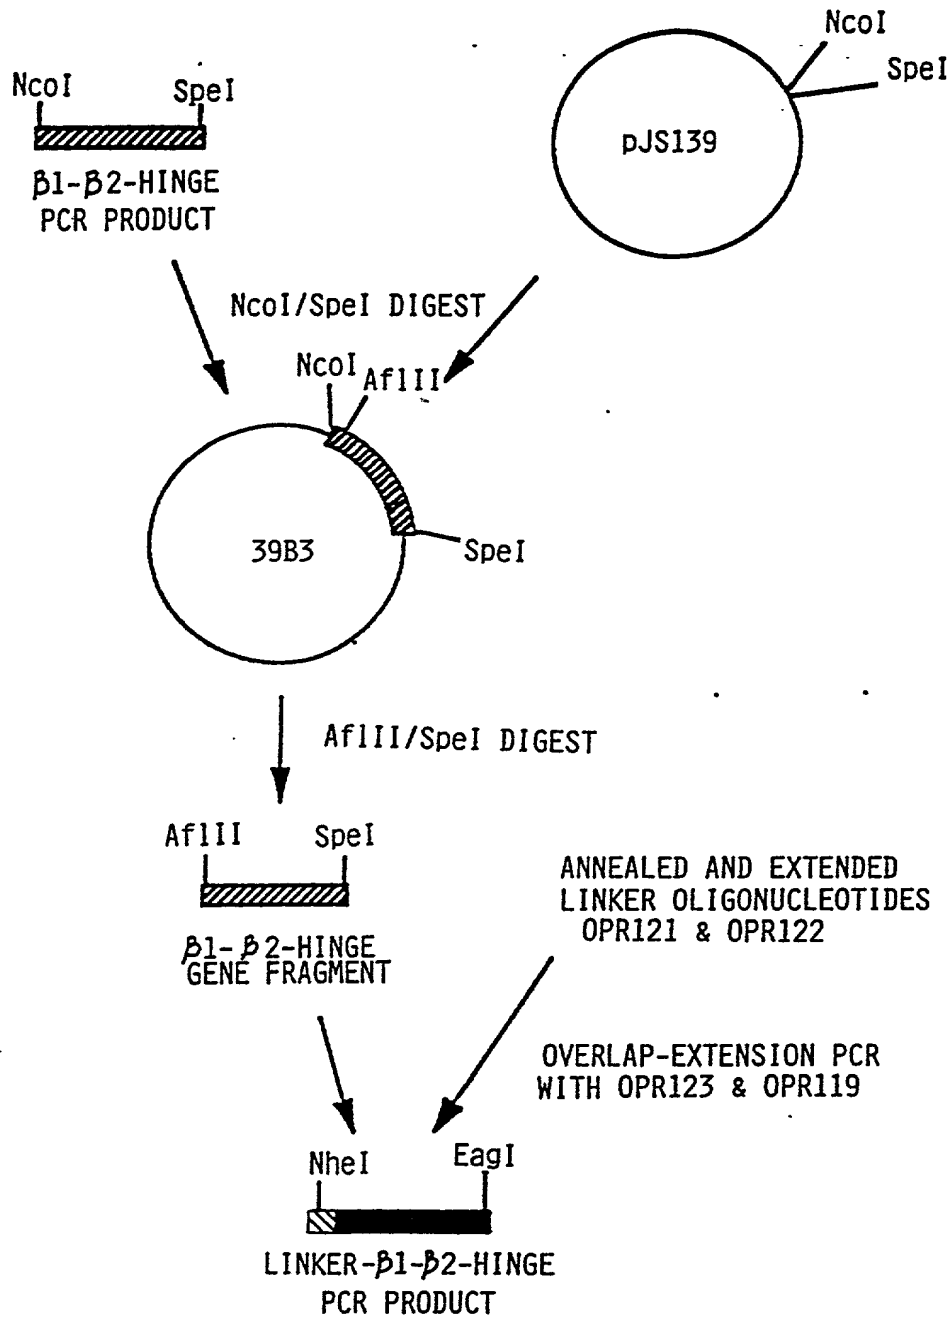 NcoI
SpeI
β1-β2-HINGE
PCR PRODUCT
NcoI
SpeI
pJS139
NcoI/SpeI DIGEST
NcoI
AflII
SpeI
39B3
AflII/SpeI DIGEST
AflII
SpeI
β1-β2-HINGE
GENE FRAGMENT
ANNEALED AND EXTENDED
LINKER OLIGONUCLEOTIDES
OPR121 & OPR122
OVERLAP-EXTENSION PCR
WITH OPR123 & OPR119
NheI
EagI
LINKER-β1-β2-HINGE
PCR PRODUCT